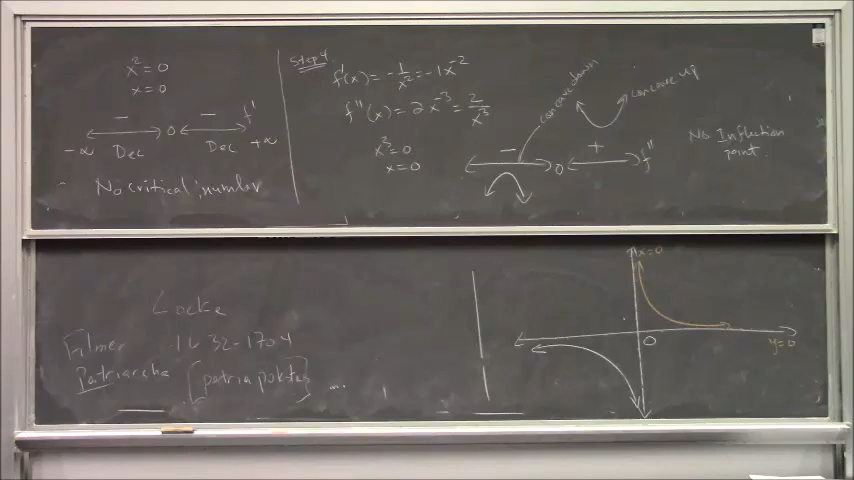 x² = 0
x = 0
− − f'
-∞ 0 +∞
Dec Dec
No critical number
Step 4.
f'(x) = -1/x² = -1x⁻²
f''(x) = 2x⁻³ = 2/x³
x³ = 0
x = 0
concave down
concave up
− +
0 f''
No Inflection
point.
Locke
Filmer 1632-1704
Patriarcha
x=0
0
y=0